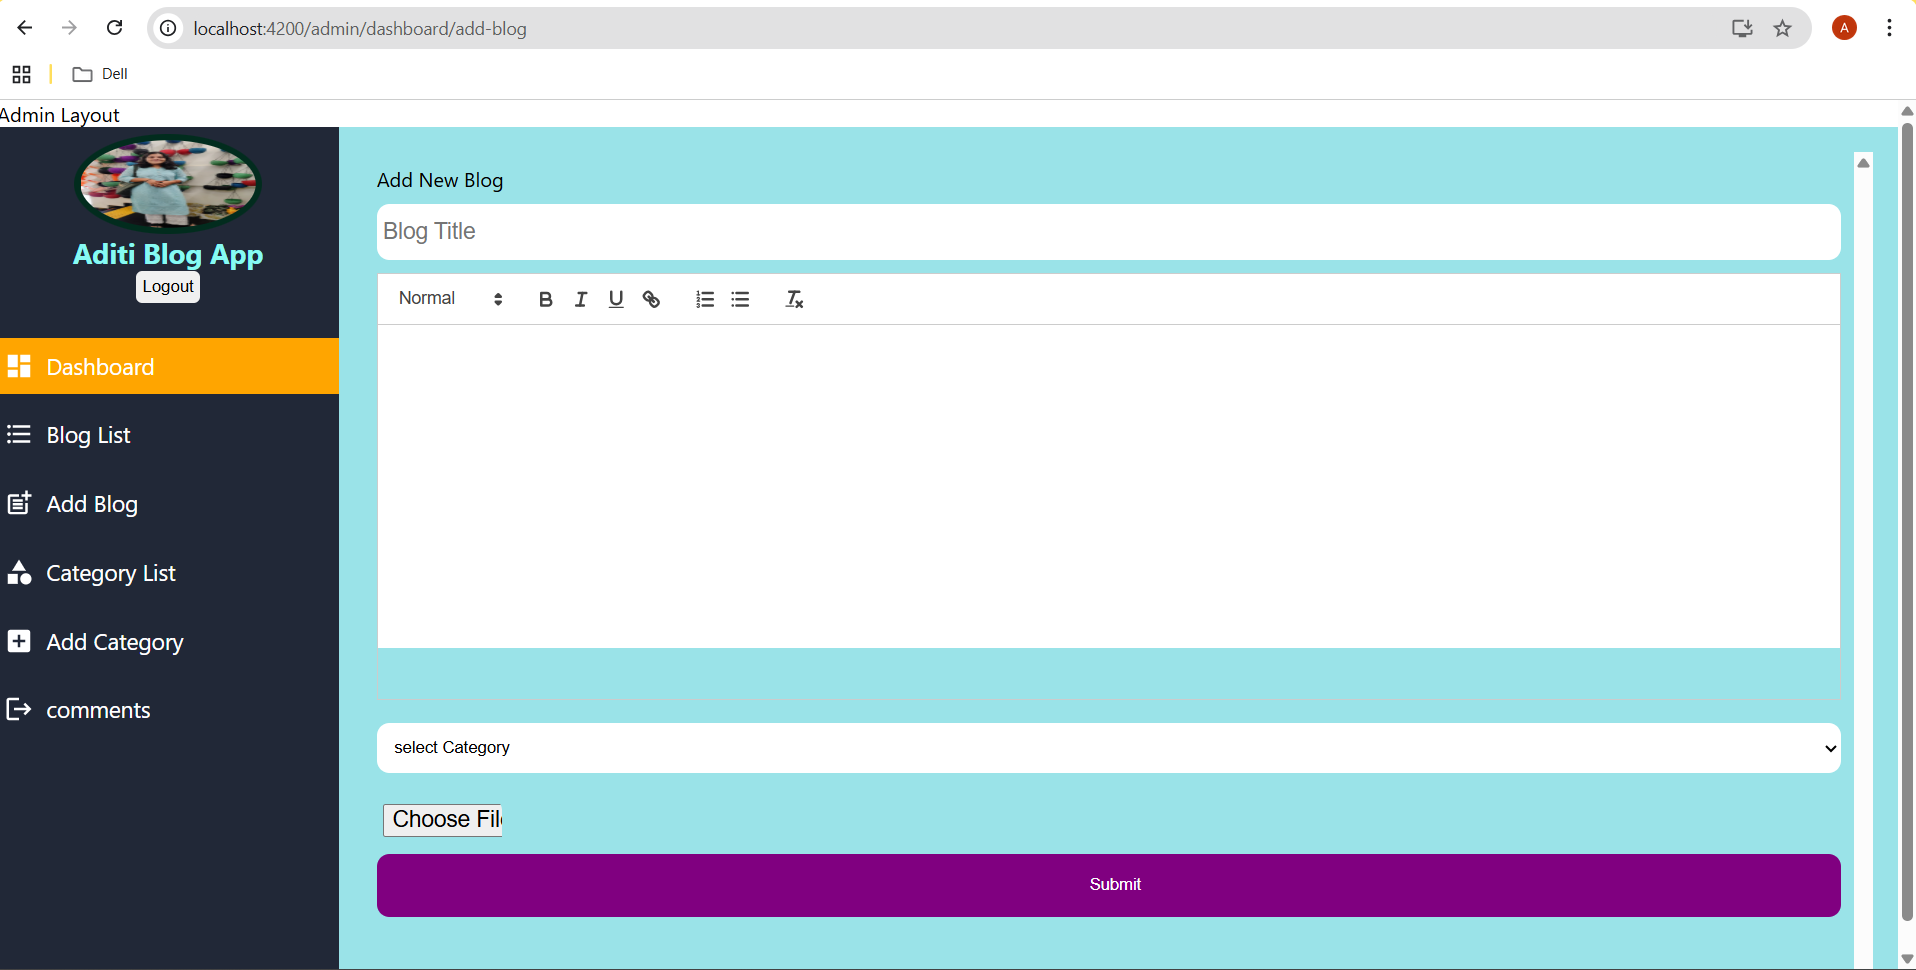 localhost:4200/admin/dashboard/add-blog
A
Dell
Admin Layout
Aditi Blog App
Logout
Dashboard
Blog List
Add Blog
Category List
Add Category
comments
Add New Blog
Blog Title
Normal
select Category
Choose Fil
Submit